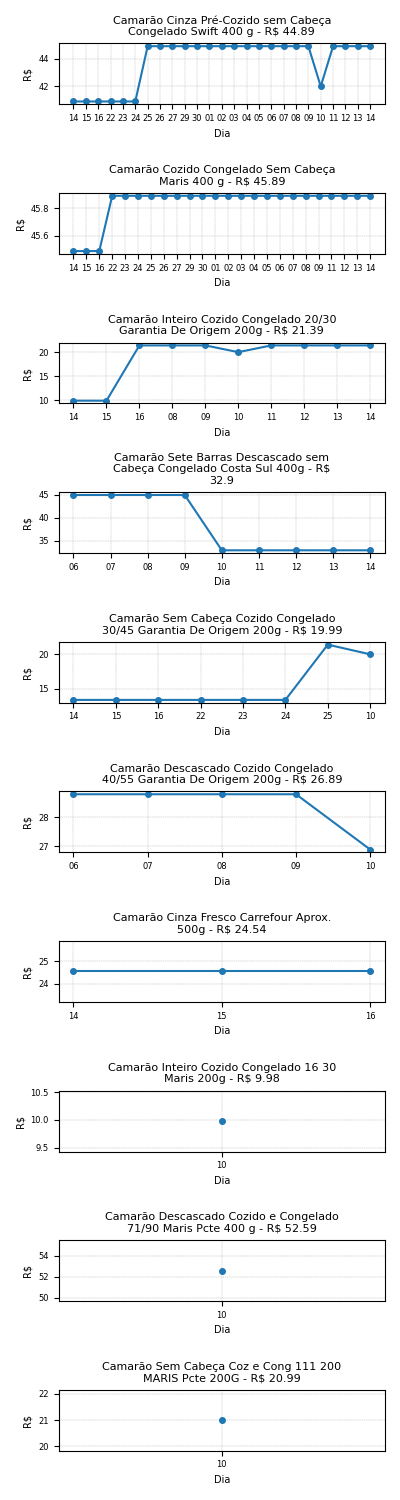 Camarão Cinza Pré-Cozido sem Cabeça
Congelado Swift 400 g - R$ 44.89
R$
44
42
14 15 16 22 23 24 25 26 27 29 30 01 02 03 04 05 06 07 08 09 10 11 12 13 14
Dia
Camarão Cozido Congelado Sem Cabeça
Maris 400 g - R$ 45.89
R$
45.8
45.6
14 15 16 22 23 24 25 26 27 29 30 01 02 03 04 05 06 07 08 09 11 12 13 14
Dia
Camarão Inteiro Cozido Congelado 20/30
Garantia De Origem 200g - R$ 21.39
R$
20
15
10
14 15 16 08 09 10 11 12 13 14
Dia
Camarão Sete Barras Descascado sem
Cabeça Congelado Costa Sul 400g - R$
32.9
R$
45
40
35
06 07 08 09 10 11 12 13 14
Dia
Camarão Sem Cabeça Cozido Congelado
30/45 Garantia De Origem 200g - R$ 19.99
R$
20
15
14 15 16 22 23 24 25 10
Dia
Camarão Descascado Cozido Congelado
40/55 Garantia De Origem 200g - R$ 26.89
R$
28
27
06 07 08 09 10
Dia
Camarão Cinza Fresco Carrefour Aprox.
500g - R$ 24.54
R$
25
24
14 15 16
Dia
Camarão Inteiro Cozido Congelado 16 30
Maris 200g - R$ 9.98
R$
10.5
10.0
9.5
10
Dia
Camarão Descascado Cozido e Congelado
71/90 Maris Pcte 400 g - R$ 52.59
R$
54
52
50
10
Dia
Camarão Sem Cabeça Coz e Cong 111 200
MARIS Pcte 200G - R$ 20.99
R$
22
21
20
10
Dia